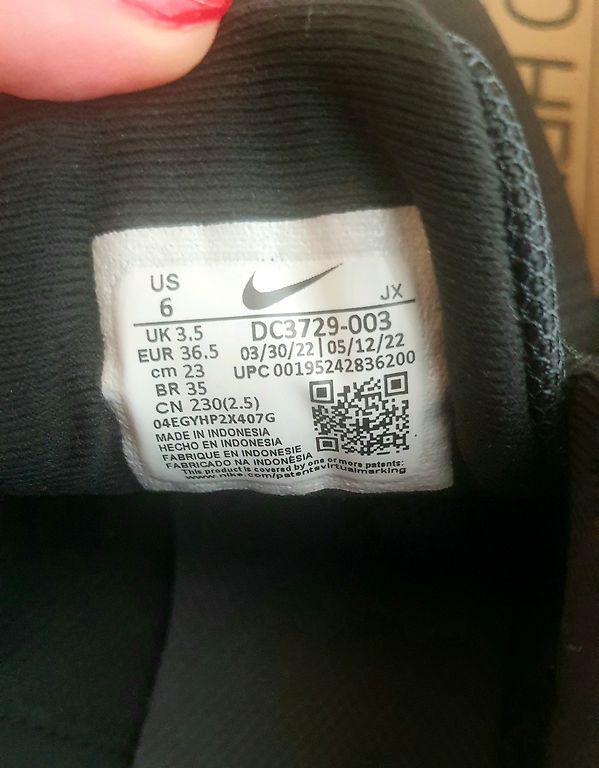 US
6
JX
UK 3.5
DC3729-003
EUR 36.5
03/30/22 | 05/12/22
cm 23
UPC 00195242836200
BR 35
CN 230(2.5)
04EGYHP2X407G
MADE IN INDONESIA
HECHO EN INDONESIA
FABRIQUE EN INDONESIE
FABRICADO NA INDONÉSIA
This product is covered by one or more patents:
www.nike.com/patentsvirtualmarking